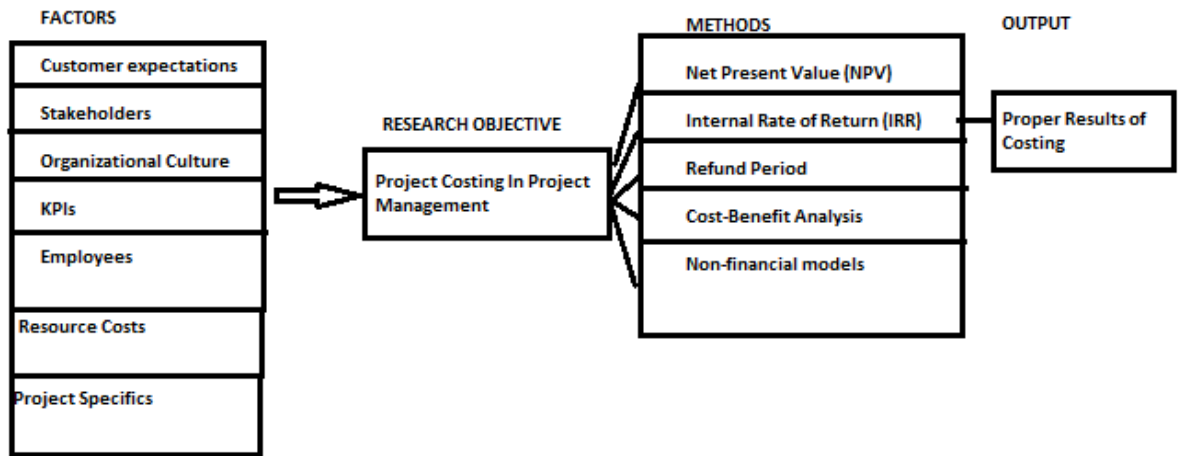 FACTORS
Customer expectations
Stakeholders
Organizational Culture
KPIs
Employees
Resource Costs
Project Specifics
RESEARCH OBJECTIVE
Project Costing In Project
Management
METHODS
Net Present Value (NPV)
Internal Rate of Return (IRR)
Refund Period
Cost-Benefit Analysis
Non-financial models
OUTPUT
Proper Results of
Costing